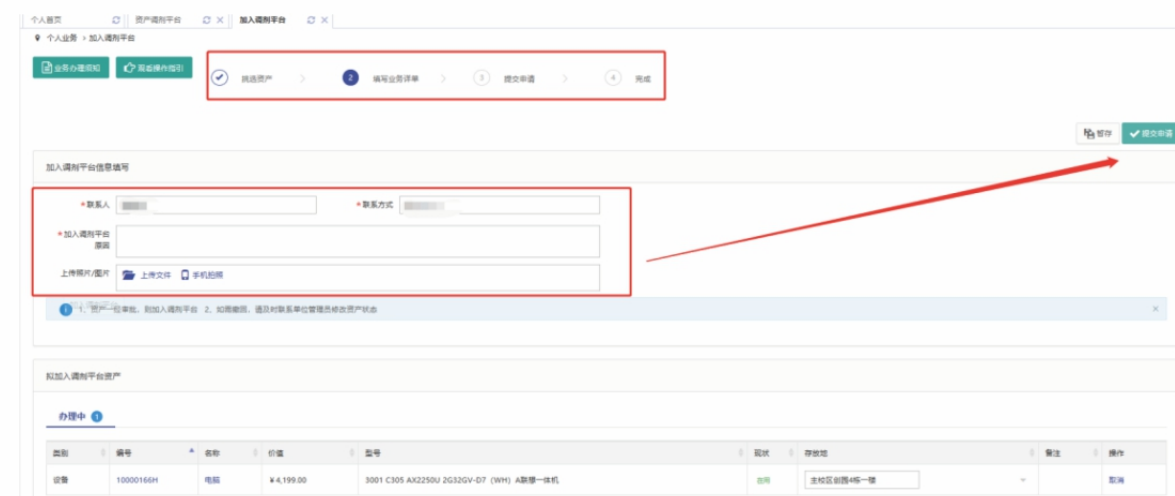 个人首页 资产调剂平台 加入调剂平台
个人业务 > 加入调剂平台
业务办理须知 观看操作指引
挑选资产 > 2 填写业务详单 > 3 提交申请 > 4 完成
暂存 提交申请
加入调剂平台信息填写
*联系人 *联系方式
*加入调剂平台
原因
上传照片/图片 上传文件 手机拍照
1、资产一 位审批，则加入调剂平台 2、如需撤回，请及时联系单位管理员修改资产状态
拟加入调剂平台资产
办理中 1
类别 编号 名称 价值 型号 现状 存放地 备注 操作
设备 10000166H 电脑 ¥4,199.00 3001 C305 AX2250U 2G32GV-D7（WH）A联想一体机 在用 主校区创园4栋一楼 取消